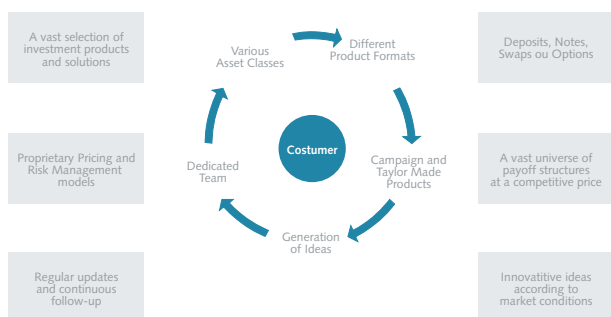 A vast selection of
investment products
and solutions
Proprietary Pricing and
Risk Management
models
Regular updates
and continuous
follow-up
Various
Asset Classes
Different
Product Formats
Dedicated
Team
Costumer
Campaign and
Taylor Made
Products
Generation
of Ideas
Deposits, Notes,
Swaps ou Options
A vast universe of
payoff structures
at a competitive price
Innovatitive ideas
according to
market conditions